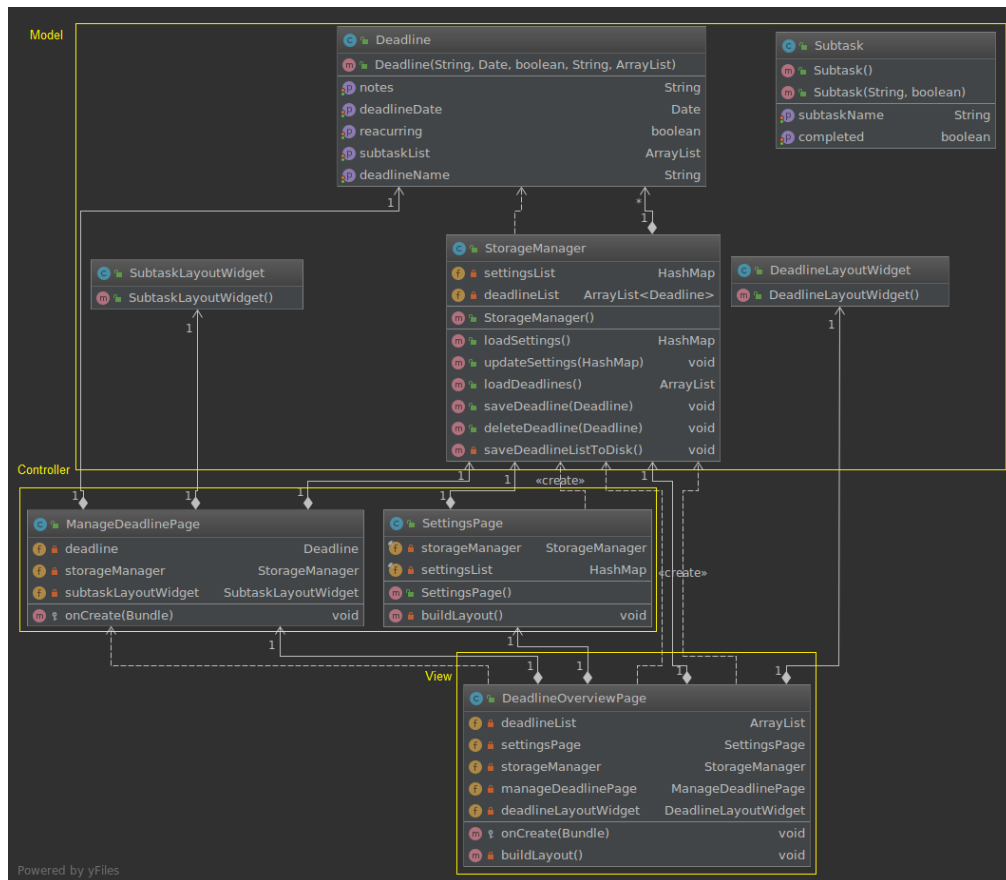 Model
Deadline
Deadline(String, Date, boolean, String, ArrayList)
notes String
deadlineDate Date
reacurring boolean
subtaskList ArrayList
deadlineName String
Subtask
Subtask()
Subtask(String, boolean)
subtaskName String
completed boolean
1
*
1
SubtaskLayoutWidget
SubtaskLayoutWidget()
1
StorageManager
settingsList HashMap
deadlineList ArrayList<Deadline>
StorageManager()
loadSettings() HashMap
updateSettings(HashMap) void
loadDeadlines() ArrayList
saveDeadline(Deadline) void
deleteDeadline(Deadline) void
saveDeadlineListToDisk() void
DeadlineLayoutWidget
DeadlineLayoutWidget()
1
Controller
1 1 «create» 1
1 1 1 1
ManageDeadlinePage
deadline Deadline
storageManager StorageManager
subtaskLayoutWidget SubtaskLayoutWidget
onCreate(Bundle) void
SettingsPage
storageManager StorageManager
settingsList HashMap
SettingsPage()
buildLayout() void
«create»
1 1
View
1 1 1 1
DeadlineOverviewPage
deadlineList ArrayList
settingsPage SettingsPage
storageManager StorageManager
manageDeadlinePage ManageDeadlinePage
deadlineLayoutWidget DeadlineLayoutWidget
onCreate(Bundle) void
buildLayout() void
Powered by yFiles